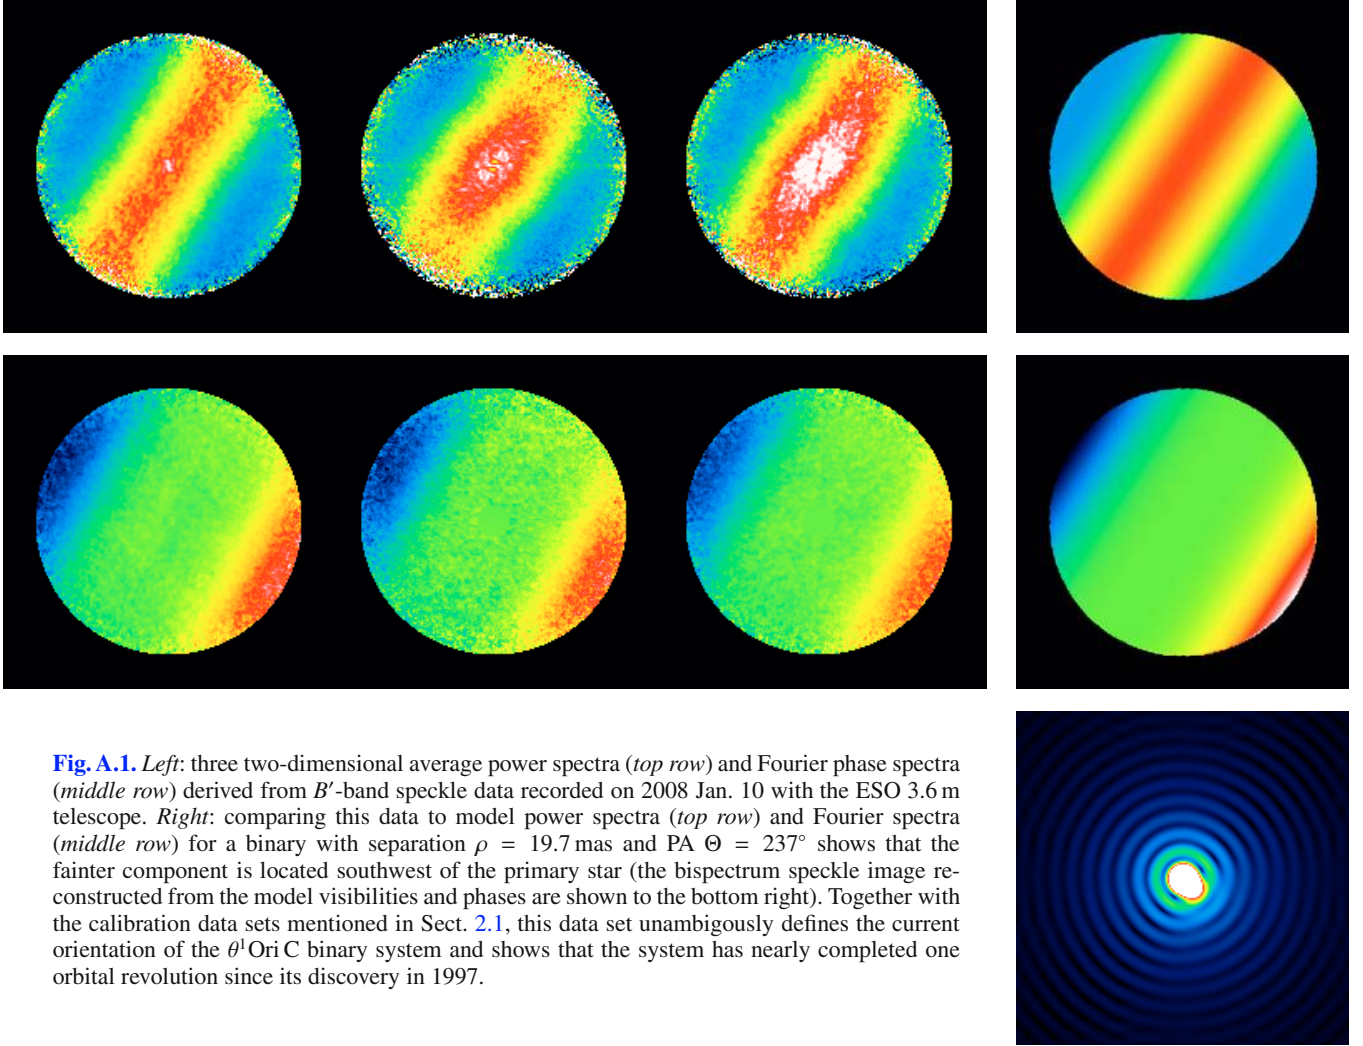 Fig. A.1. Left: three two-dimensional average power spectra (top row) and Fourier phase spectra
(middle row) derived from B′-band speckle data recorded on 2008 Jan. 10 with the ESO 3.6 m
telescope. Right: comparing this data to model power spectra (top row) and Fourier spectra
(middle row) for a binary with separation ρ = 19.7 mas and PA Θ = 237° shows that the
fainter component is located southwest of the primary star (the bispectrum speckle image re-
constructed from the model visibilities and phases are shown to the bottom right). Together with
the calibration data sets mentioned in Sect. 2.1, this data set unambigously defines the current
orientation of the θ¹Ori C binary system and shows that the system has nearly completed one
orbital revolution since its discovery in 1997.